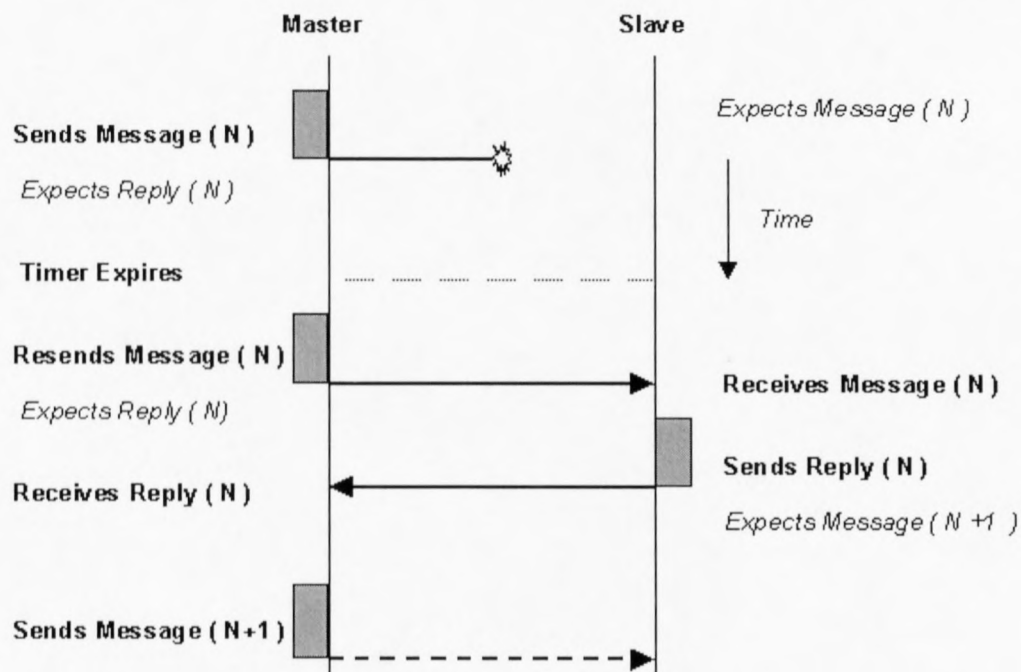 Master
Slave
Sends Message ( N )
Expects Message ( N )
Expects Reply ( N )
Time
Timer Expires
Resends Message ( N )
Receives Message ( N )
Expects Reply ( N)
Sends Reply ( N )
Receives Reply ( N )
Expects Message ( N +1 )
Sends Message ( N+1 )